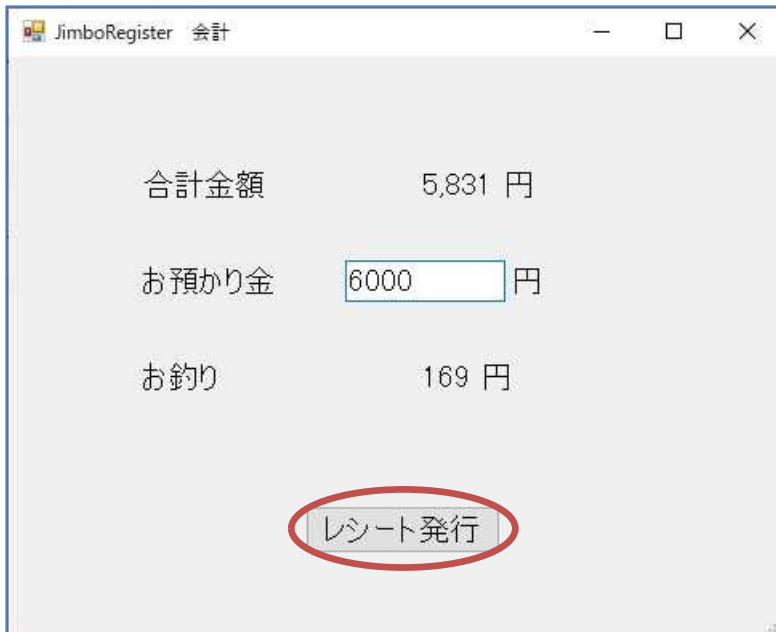 JimboRegister 会計
合計金額 5,831 円
お預かり金 6000 円
お釣り 169 円
レシート発行